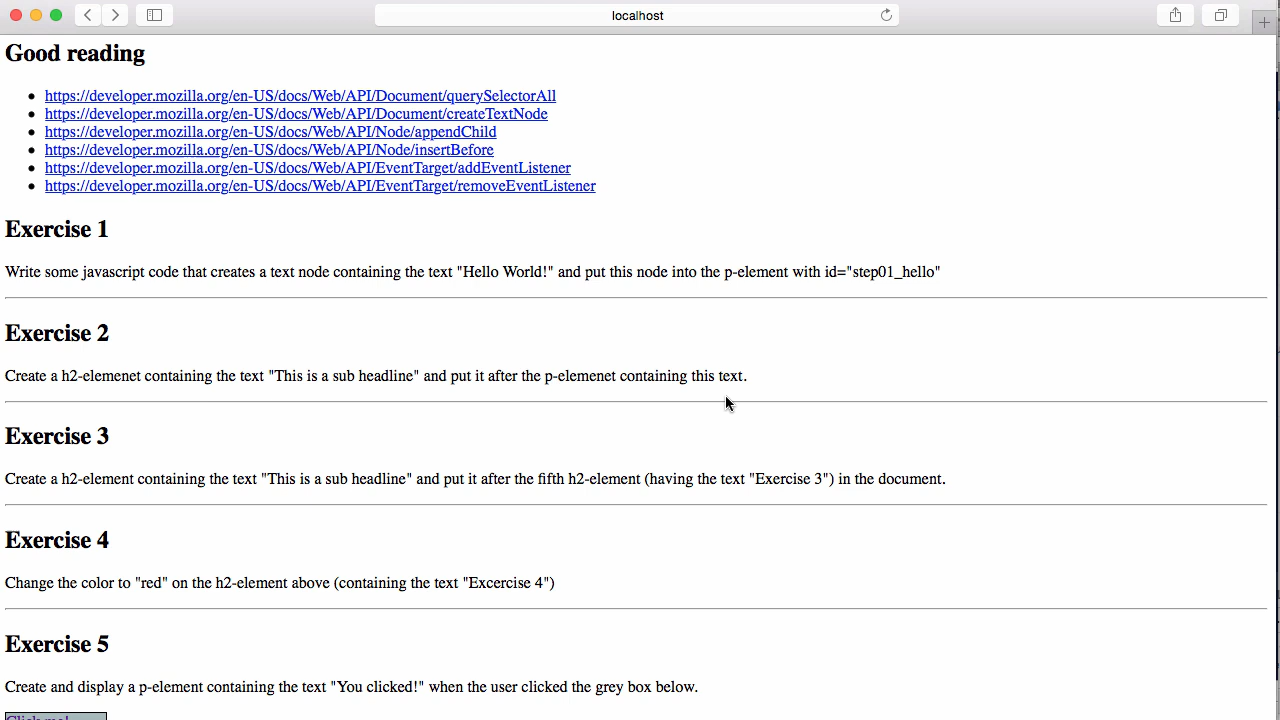 localhost
Good reading
https://developer.mozilla.org/en-US/docs/Web/API/Document/querySelectorAll
https://developer.mozilla.org/en-US/docs/Web/API/Document/createTextNode
https://developer.mozilla.org/en-US/docs/Web/API/Node/appendChild
https://developer.mozilla.org/en-US/docs/Web/API/Node/insertBefore
https://developer.mozilla.org/en-US/docs/Web/API/EventTarget/addEventListener
https://developer.mozilla.org/en-US/docs/Web/API/EventTarget/removeEventListener
Exercise 1
Write some javascript code that creates a text node containing the text "Hello World!" and put this node into the p-element with id="step01_hello"
Exercise 2
Create a h2-elemenet containing the text "This is a sub headline" and put it after the p-elemenet containing this text.
Exercise 3
Create a h2-element containing the text "This is a sub headline" and put it after the fifth h2-element (having the text "Exercise 3") in the document.
Exercise 4
Change the color to "red" on the h2-element above (containing the text "Excercise 4")
Exercise 5
Create and display a p-element containing the text "You clicked!" when the user clicked the grey box below.
Click me!